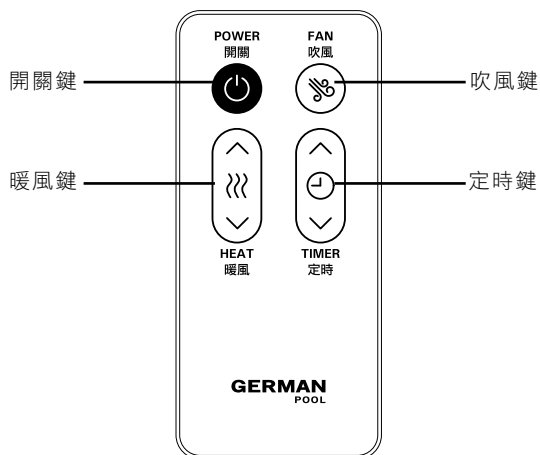 POWER
開關
FAN
吹風
開關鍵
吹風鍵
暖風鍵
定時鍵
HEAT
暖風
TIMER
定時
GERMAN
POOL